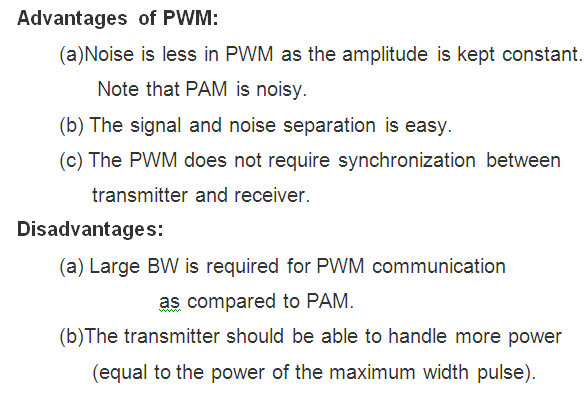 Advantages of PWM:
(a)Noise is less in PWM as the amplitude is kept constant.
Note that PAM is noisy.
(b) The signal and noise separation is easy.
(c) The PWM does not require synchronization between
transmitter and receiver.
Disadvantages:
(a) Large BW is required for PWM communication
as compared to PAM.
(b)The transmitter should be able to handle more power
(equal to the power of the maximum width pulse).